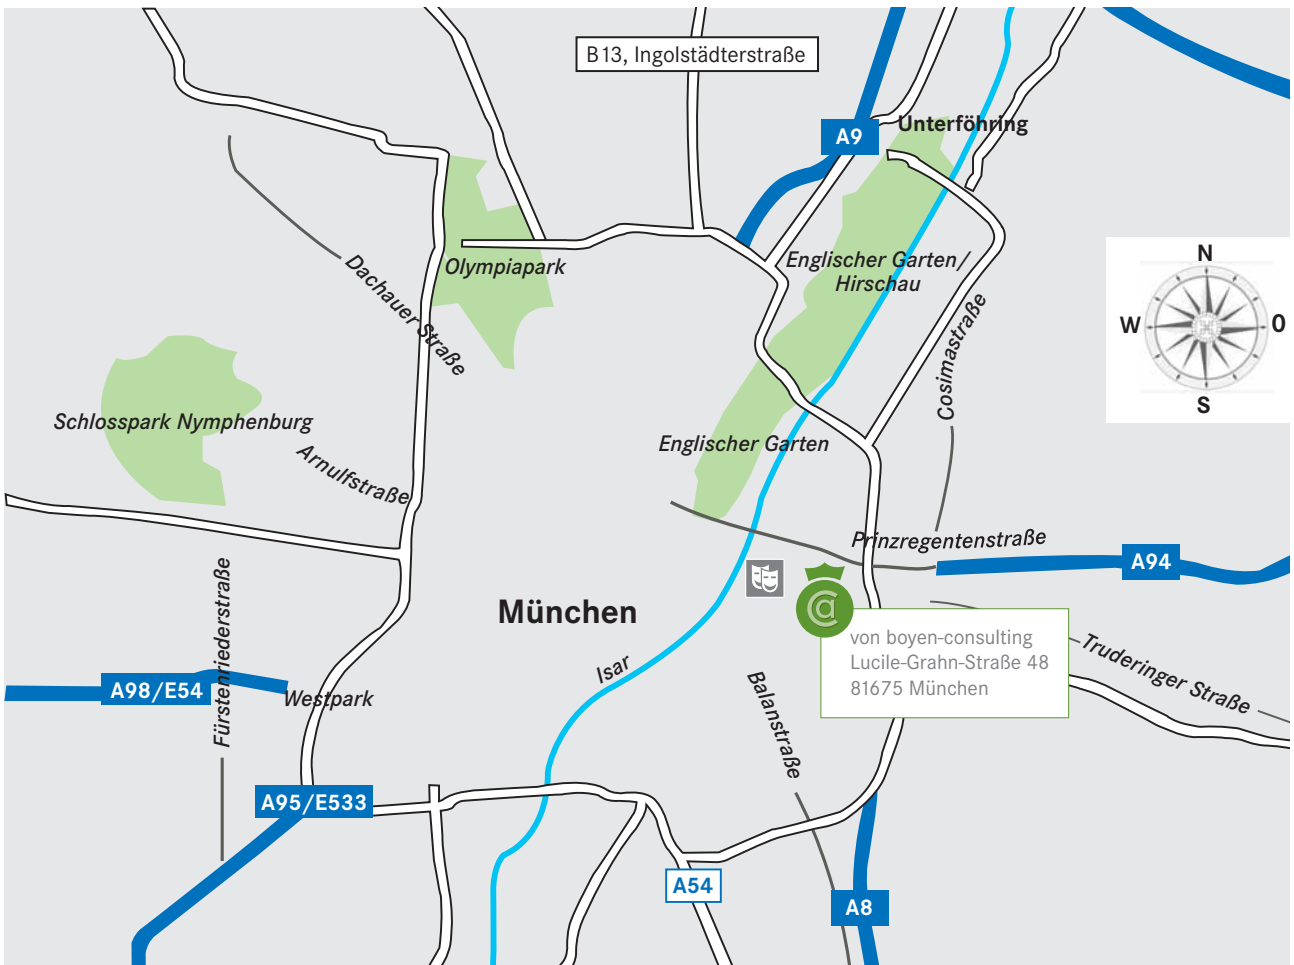 B13, Ingolstädterstraße
A9
Unterföhring
Olympiapark
Englischer Garten/
Hirschau
N
W
O
S
Dachauer Straße
Cosimastraße
Schlosspark Nymphenburg
Arnulfstraße
Englischer Garten
Prinzregentenstraße
A94
München
@
von boyen-consulting
Lucile-Grahn-Straße 48
81675 München
Truderinger Straße
Fürstenriederstraße
A98/E54
Westpark
Isar
Balanstraße
A95/E533
A54
A8